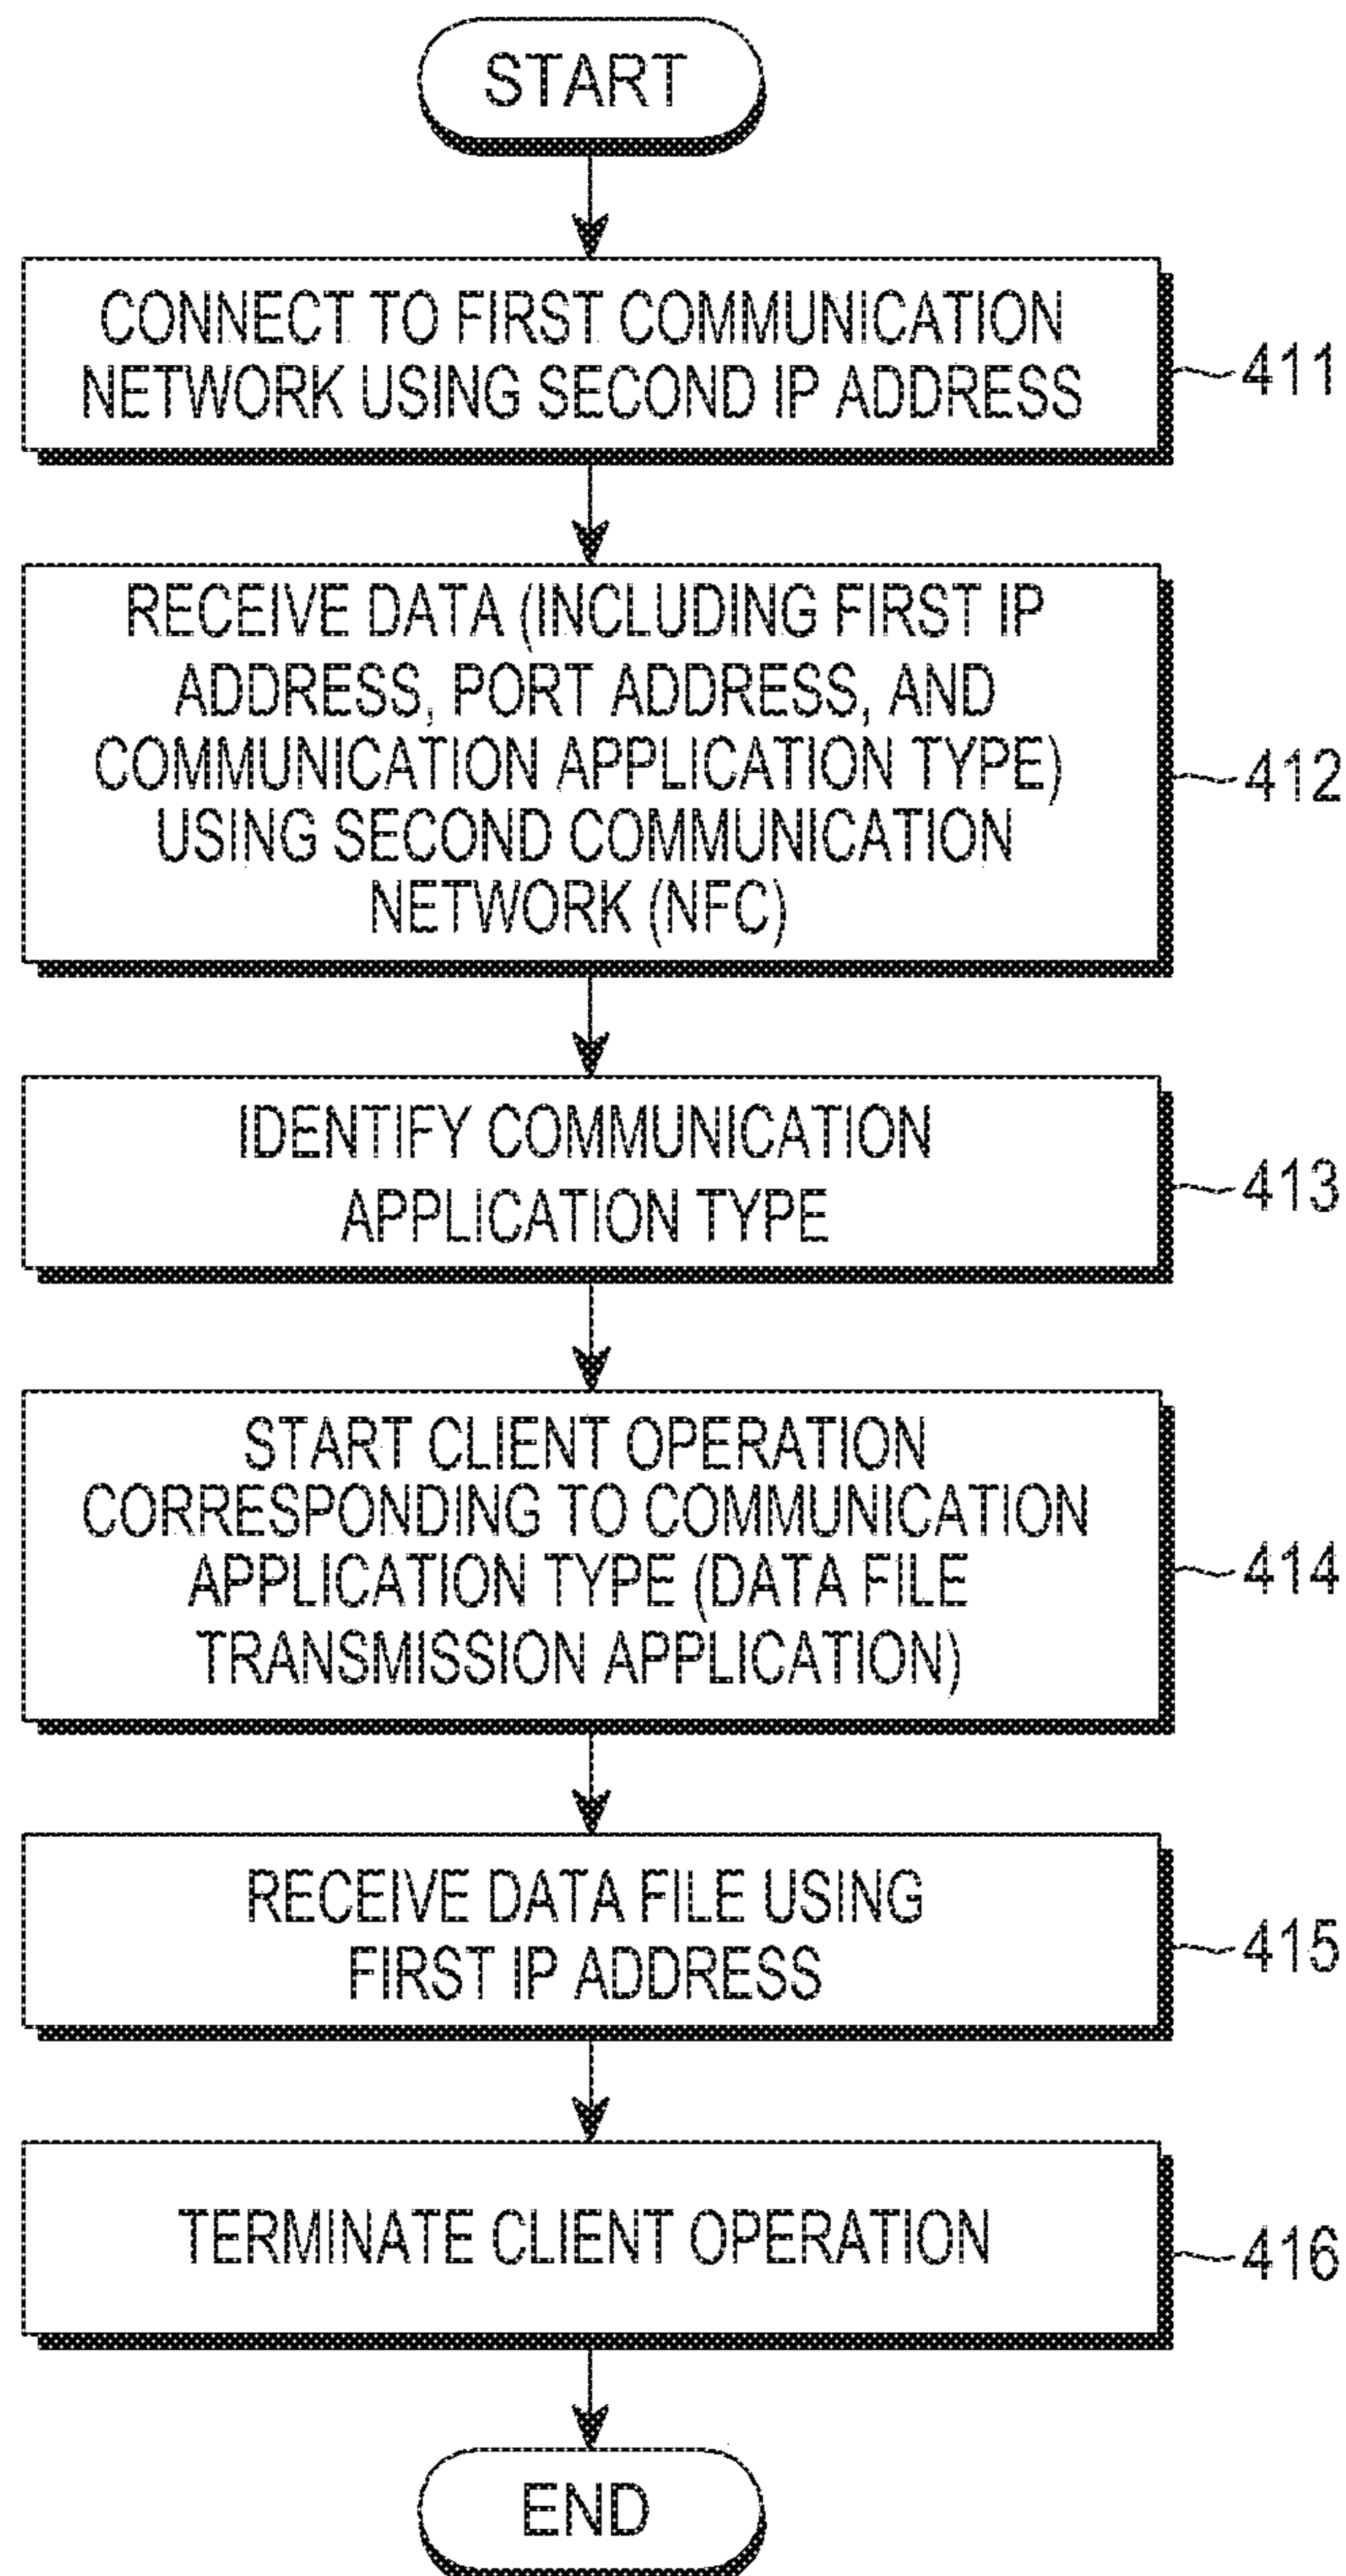 START
CONNECT TO FIRST COMMUNICATION
NETWORK USING SECOND IP ADDRESS
411
RECEIVE DATA (INCLUDING FIRST IP
ADDRESS, PORT ADDRESS, AND
COMMUNICATION APPLICATION TYPE)
USING SECOND COMMUNICATION
NETWORK (NFC)
412
IDENTIFY COMMUNICATION
APPLICATION TYPE
413
START CLIENT OPERATION
CORRESPONDING TO COMMUNICATION
APPLICATION TYPE (DATA FILE
TRANSMISSION APPLICATION)
414
RECEIVE DATA FILE USING
FIRST IP ADDRESS
415
TERMINATE CLIENT OPERATION
416
END